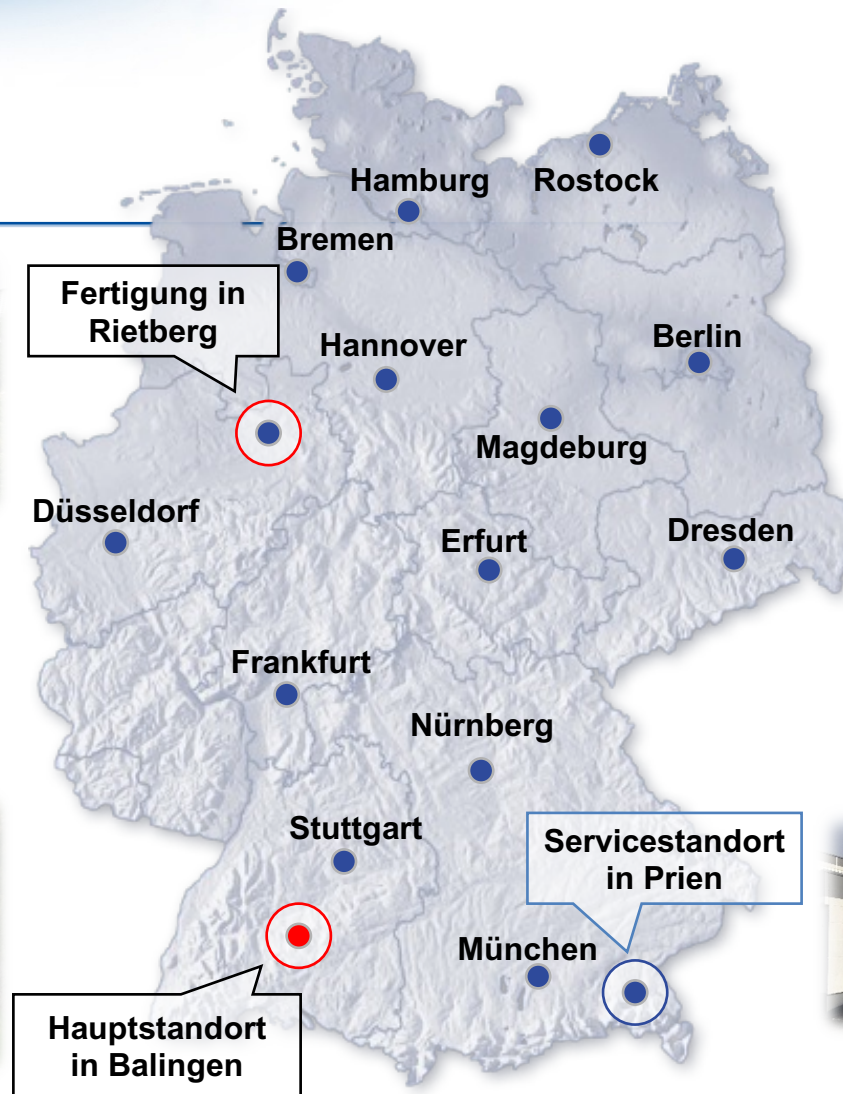 Hamburg
Rostock
Bremen
Fertigung in
Rietberg
Hannover
Berlin
Magdeburg
Düsseldorf
Erfurt
Dresden
Frankfurt
Nürnberg
Stuttgart
Servicestandort
in Prien
München
Hauptstandort
in Balingen